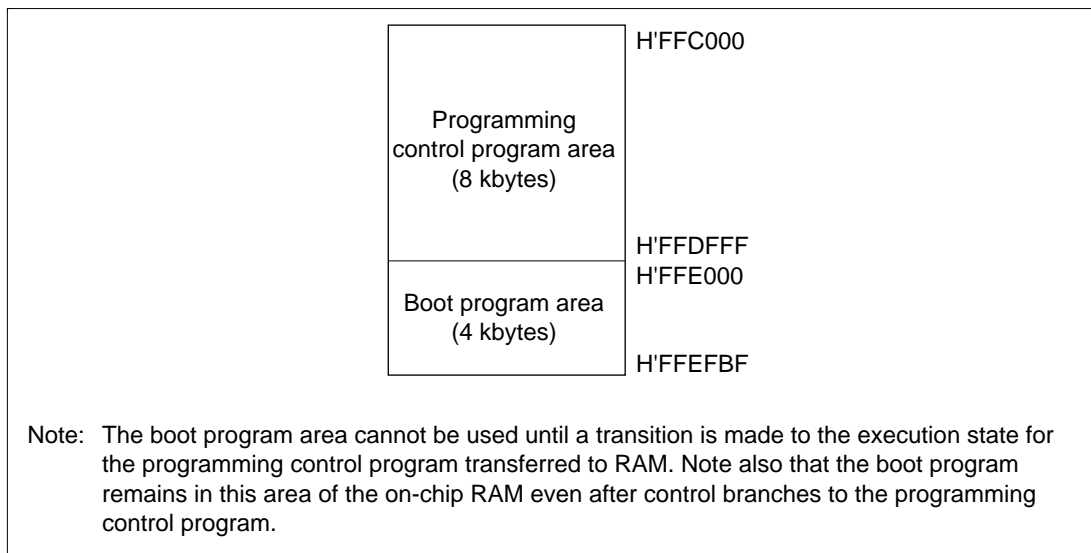 H'FFC000
Programming
control program area
(8 kbytes)
H'FFDFFF
H'FFE000
Boot program area
(4 kbytes)
H'FFEFBF
Note: The boot program area cannot be used until a transition is made to the execution state for
the programming control program transferred to RAM. Note also that the boot program
remains in this area of the on-chip RAM even after control branches to the programming
control program.